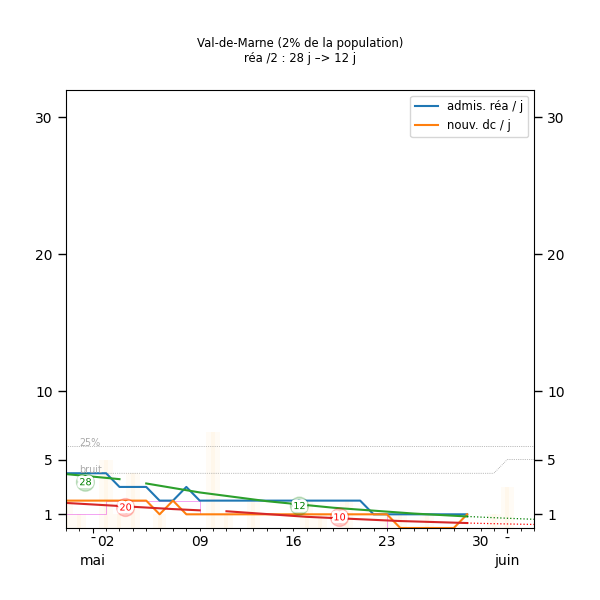 Val-de-Marne (2% de la population)
réa /2 : 28 j –> 12 j
admis. réa / j
nouv. dc / j
30 30
20 20
10 10
25%
5 5
bruit
28
12
20
10
1 1
02 09 16 23 30
mai juin